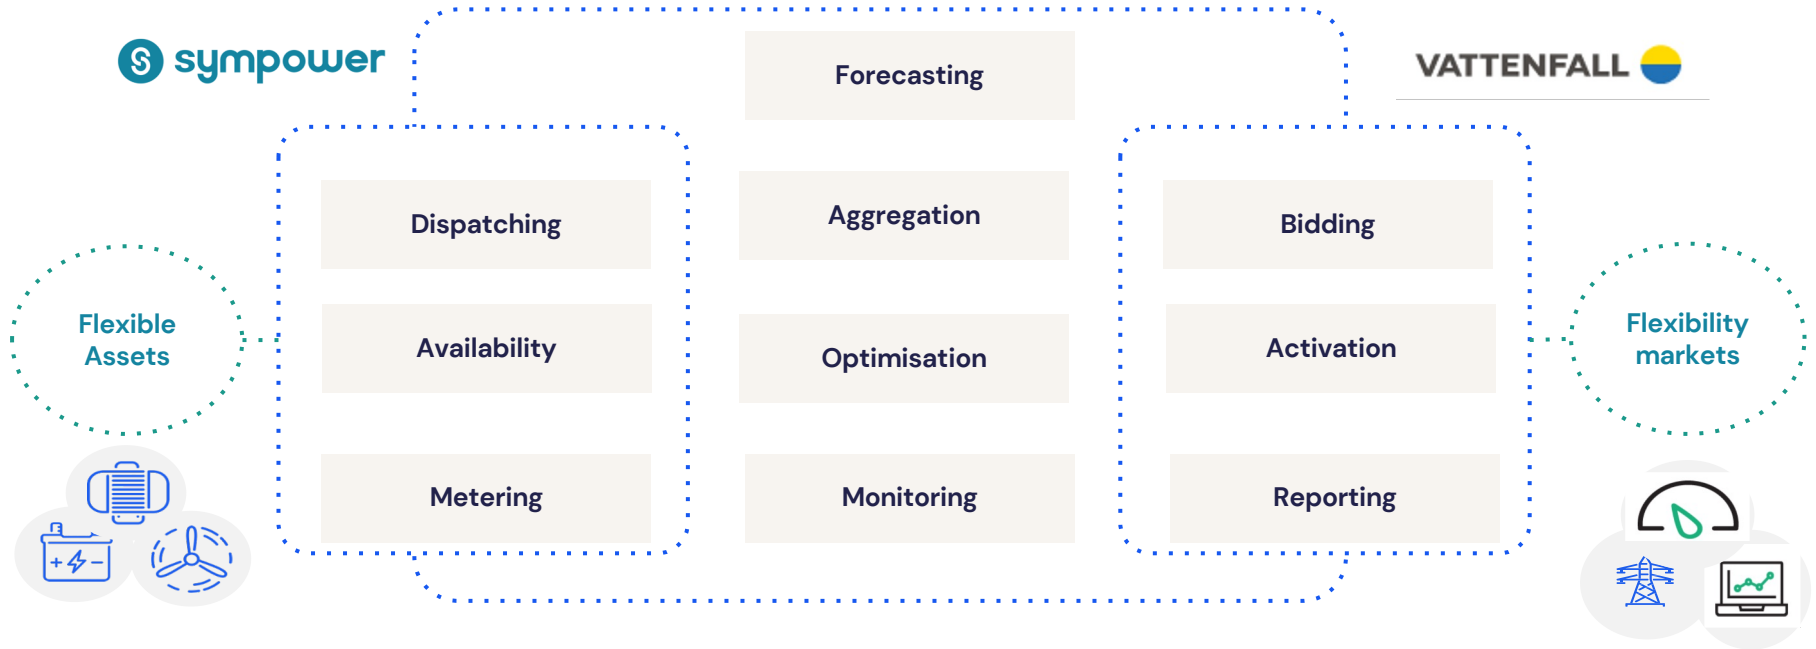 sympower
VATTENFALL
Forecasting
Dispatching
Aggregation
Bidding
Flexible
Assets
Availability
Optimisation
Activation
Flexibility
markets
Metering
Monitoring
Reporting